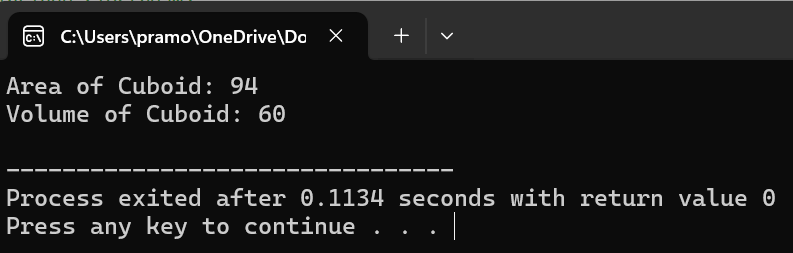 C:\Users\pramo\OneDrive\Do
Area of Cuboid: 94
Volume of Cuboid: 60
--------------------------------
Process exited after 0.1134 seconds with return value 0
Press any key to continue . . .